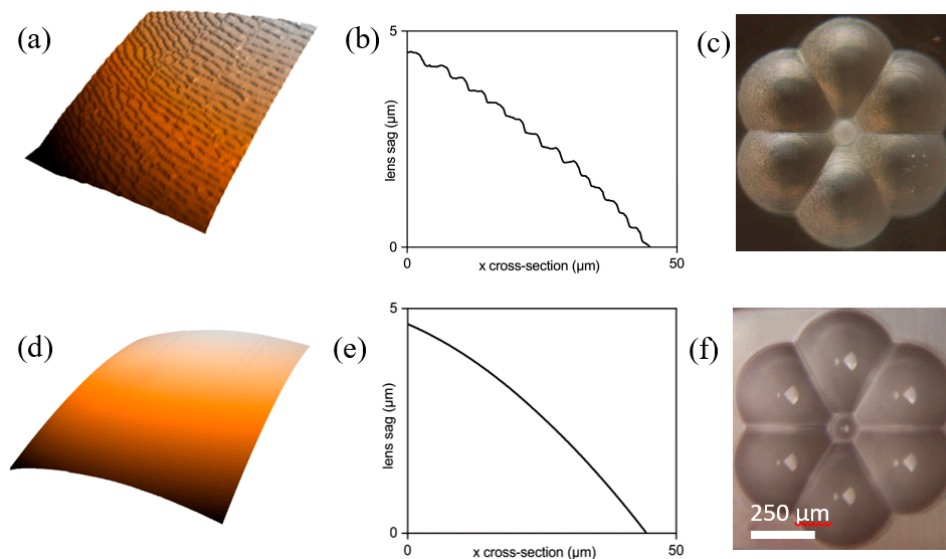 (a)
(b)
5
lens sag (µm)
0
0
x cross-section (µm)
50
(c)
(d)
(e)
5
lens sag (µm)
0
0
x cross-section (µm)
50
(f)
250 µm